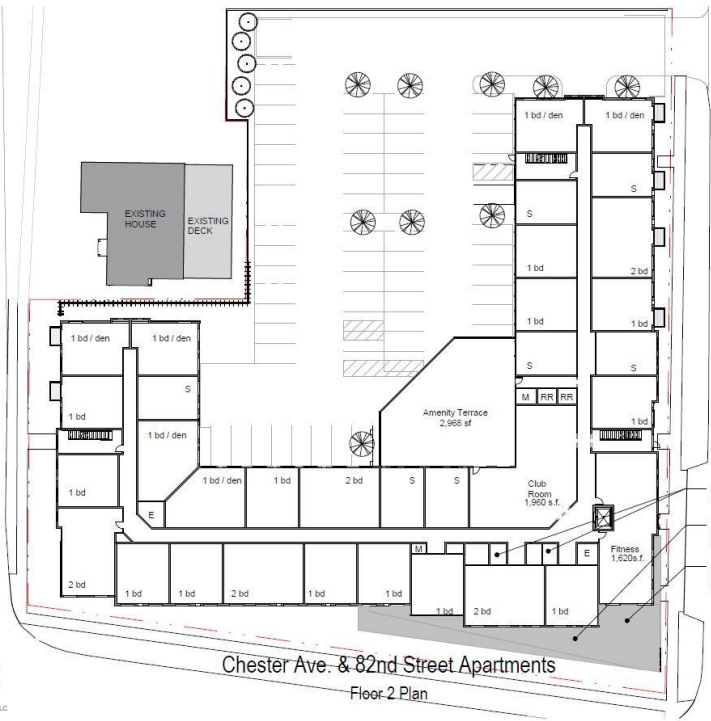 1 bd / den
1 bd / den
S
S
EXISTING
HOUSE
EXISTING
DECK
1 bd
2 bd
1 bd
1 bd
1 bd / den
1 bd / den
S
S
M
RR
RR
S
1 bd
Amenity Terrace
2,968 sf
1 bd
1 bd / den
1 bd
1 bd / den
1 bd
2 bd
S
S
Club
Room
1,960 s.f.
E
M
E
Fitness
1,620s.f.
2 bd
1 bd
1 bd
2 bd
1 bd
1 bd
1 bd
2 bd
1 bd
Chester Ave. & 82nd Street Apartments
Floor 2 Plan
LC